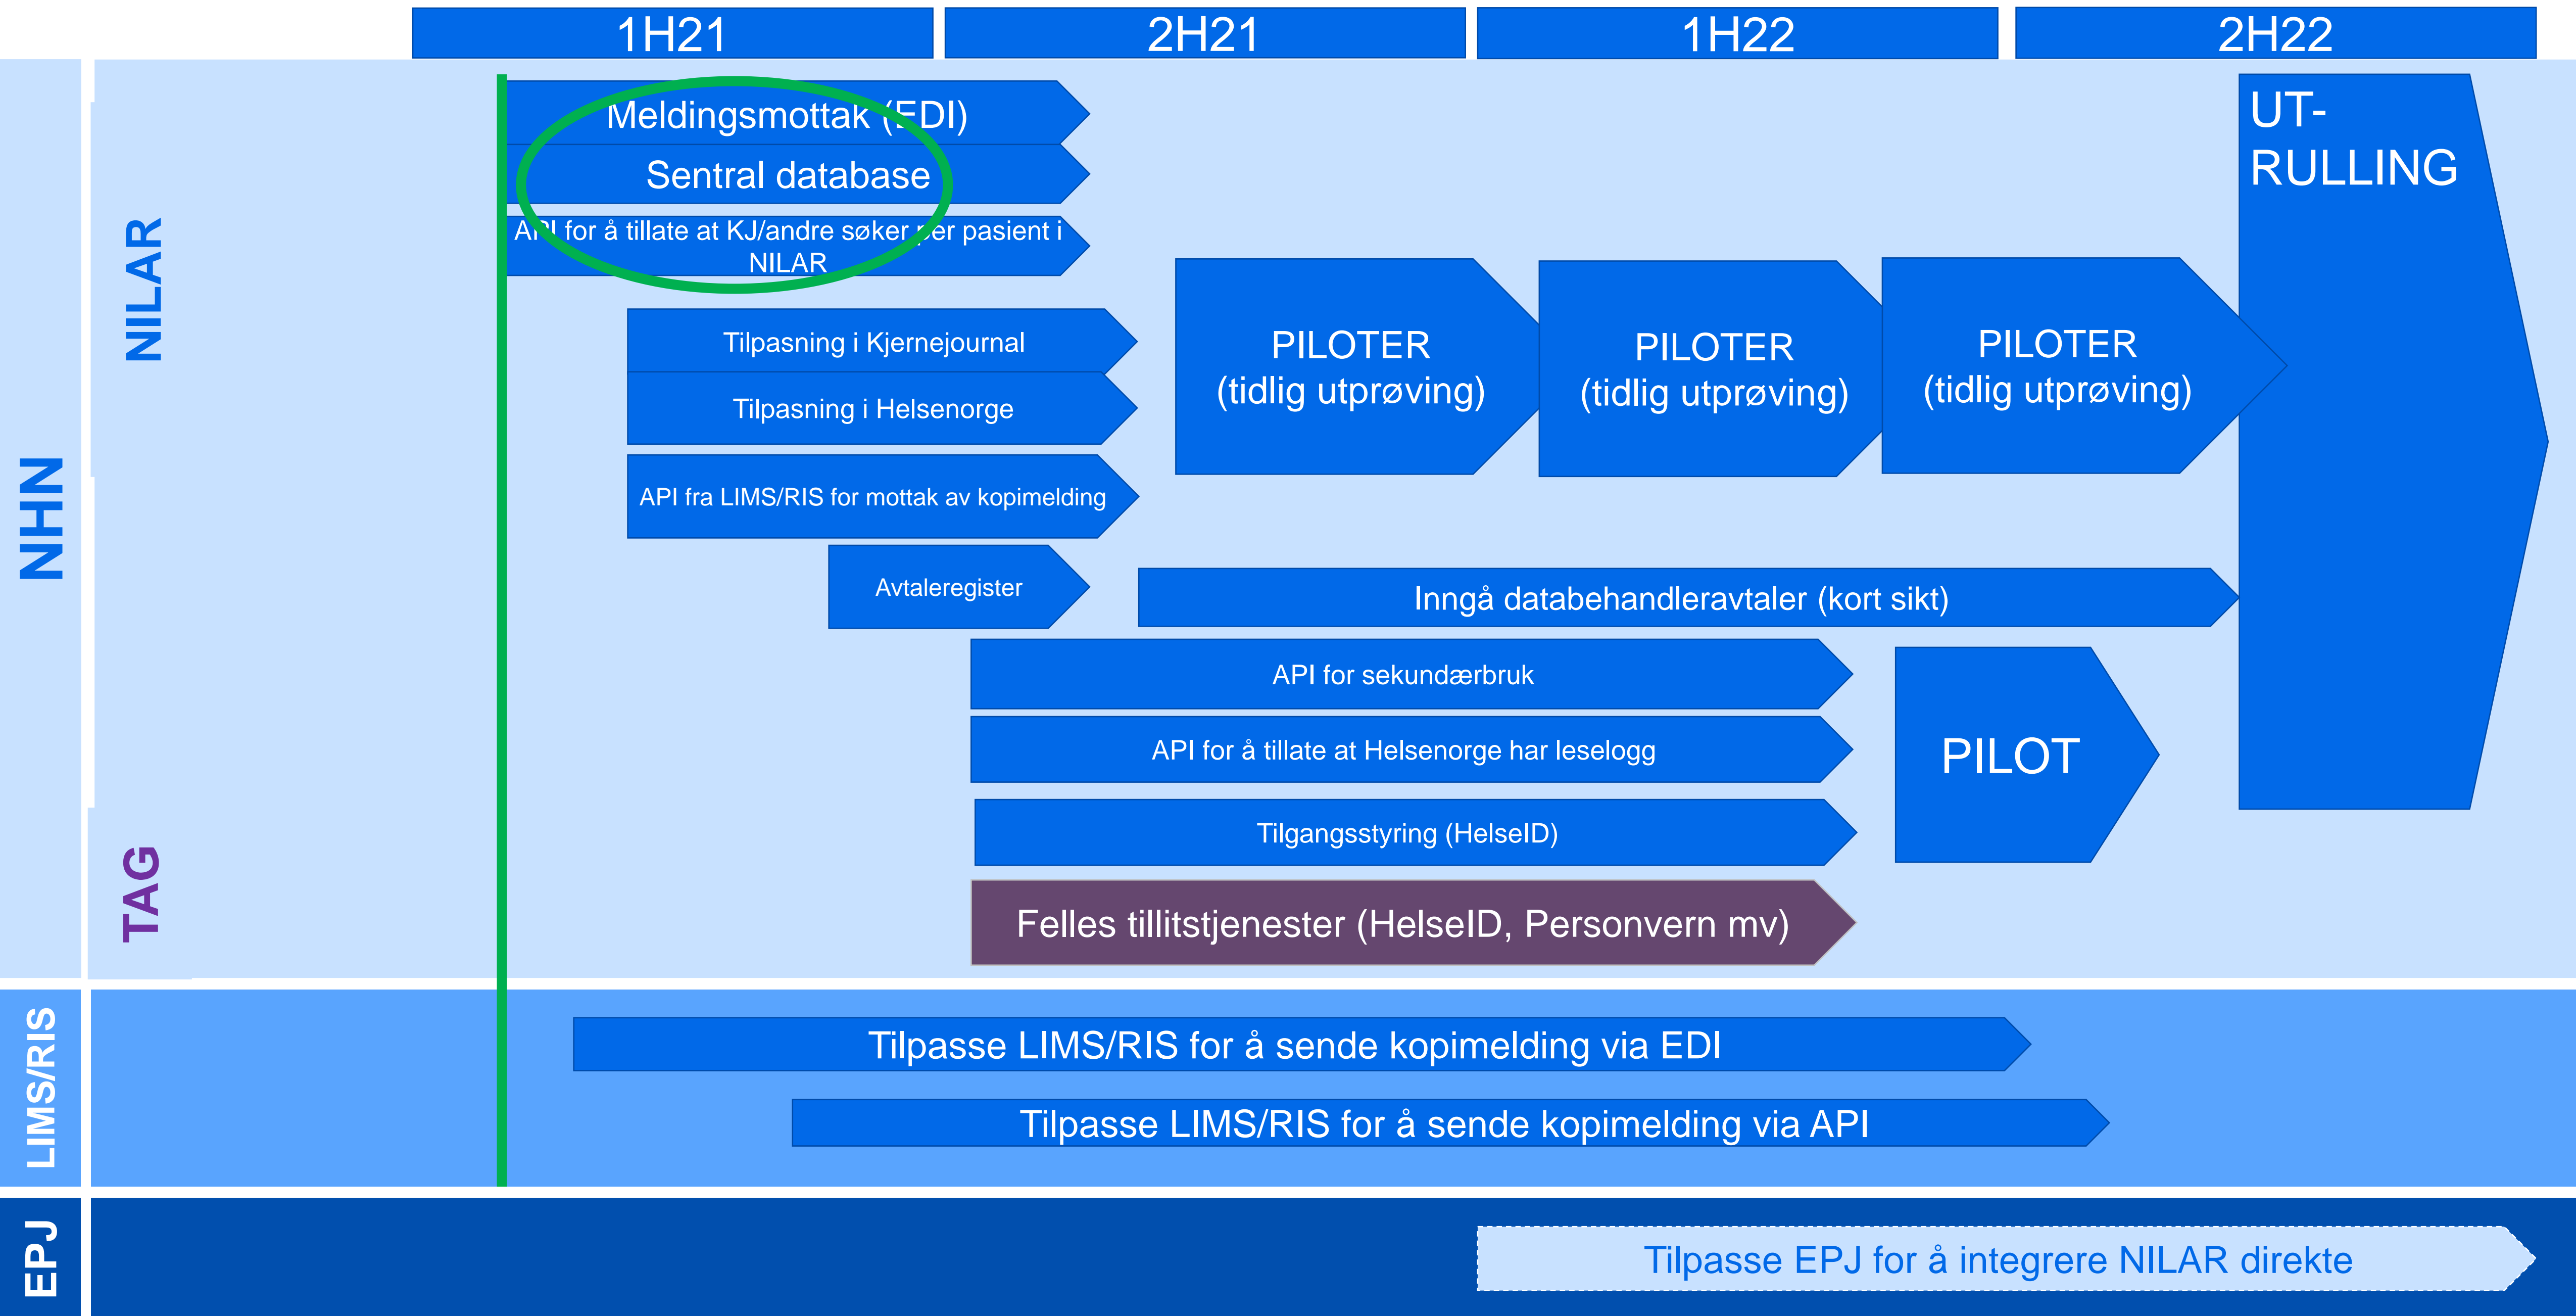 1H21
2H21
1H22
2H22
NHN
NILAR
TAG
Meldingsmottak (EDI)
Sentral database
API for å tillate at KJ/andre søker per pasient i
NILAR
Tilpasning i Kjernejournal
Tilpasning i Helsenorge
API fra LIMS/RIS for mottak av kopimelding
Avtaleregister
PILOTER
(tidlig utprøving)
PILOTER
(tidlig utprøving)
PILOTER
(tidlig utprøving)
UT-
RULLING
Inngå databehandleravtaler (kort sikt)
API for sekundærbruk
API for å tillate at Helsenorge har leselogg
Tilgangsstyring (HelseID)
PILOT
Felles tillitstjenester (HelseID, Personvern mv)
LIMS/RIS
Tilpasse LIMS/RIS for å sende kopimelding via EDI
Tilpasse LIMS/RIS for å sende kopimelding via API
EPJ
Tilpasse EPJ for å integrere NILAR direkte